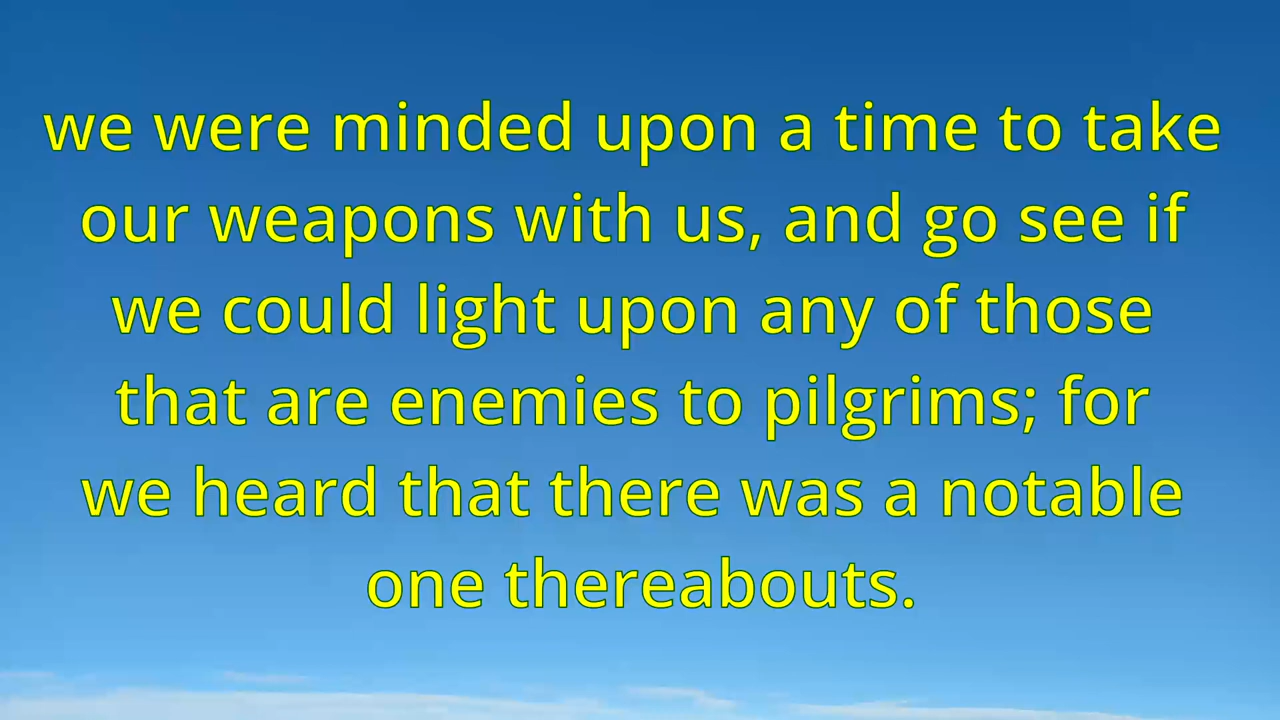 we were minded upon a time to take
our weapons with us, and go see if
we could light upon any of those
that are enemies to pilgrims; for
we heard that there was a notable
one thereabouts.